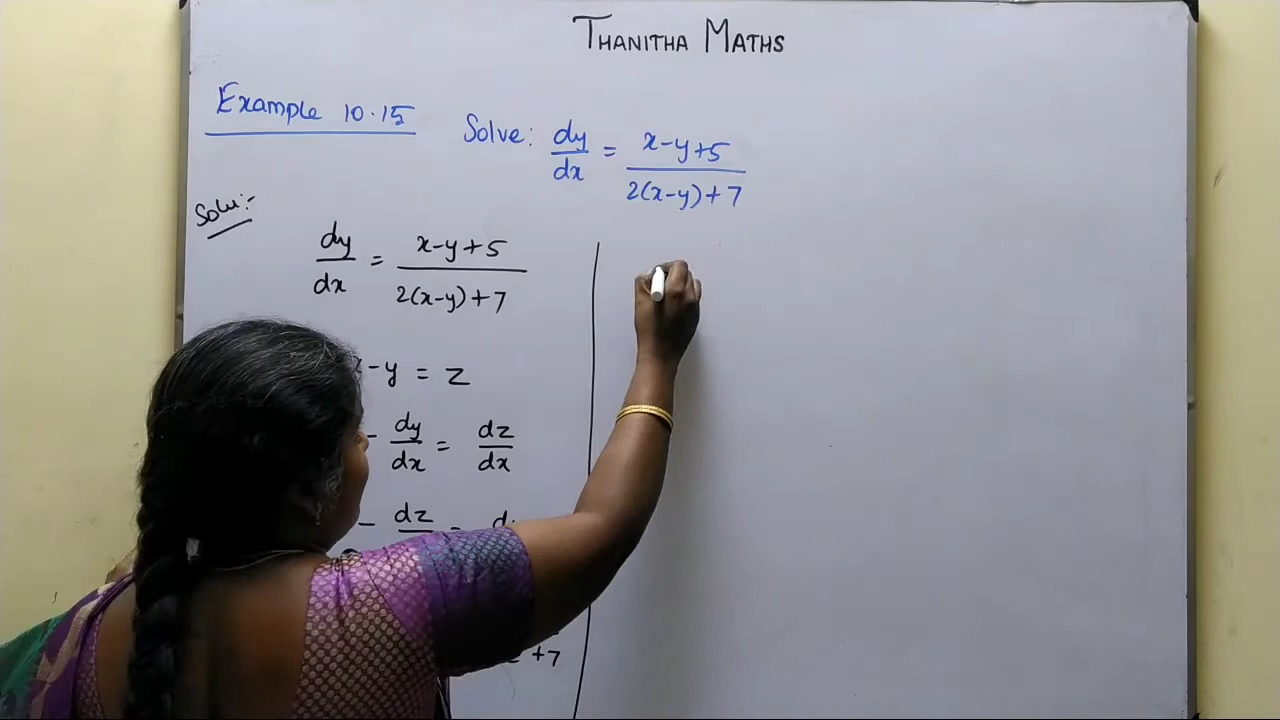 THANITHA MATHS
Example 10.15
Solve: dy/dx = x-y+5 / 2(x-y)+7
Solu:-
dy/dx = x-y+5 / 2(x-y)+7
-y = z
- dy/dx = dz/dx
- dz =
+7